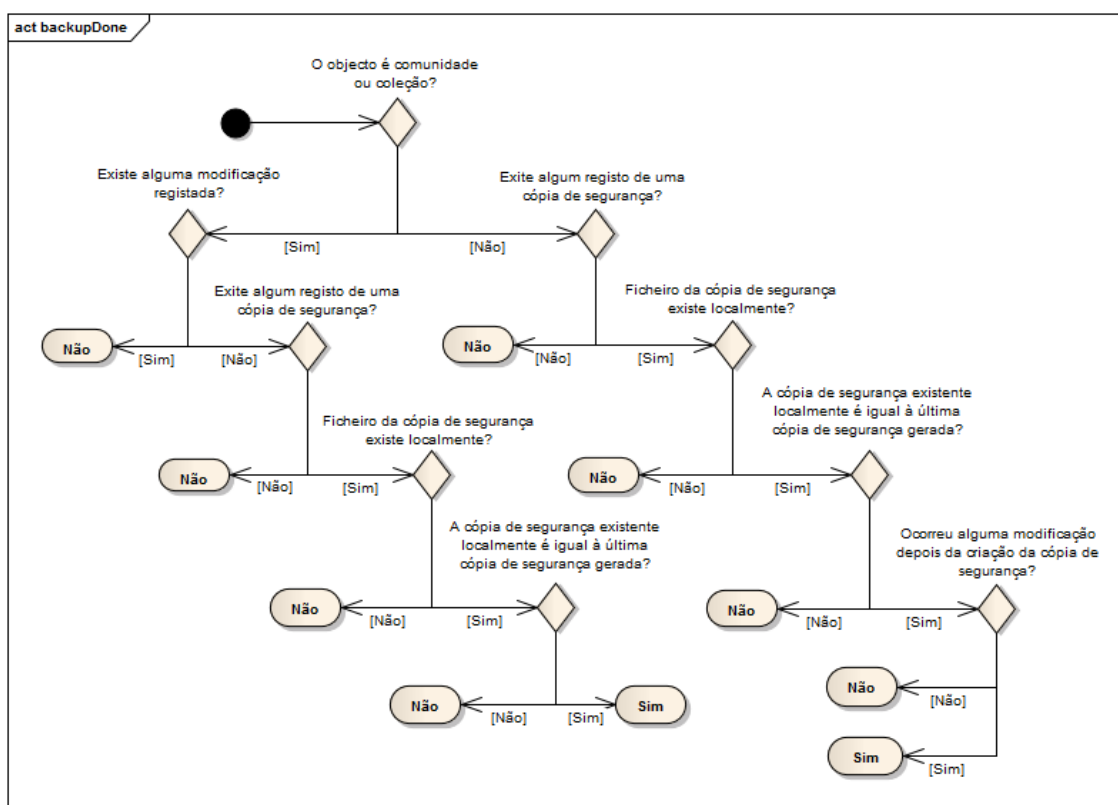 act backupDone
O objecto é comunidade
ou coleção?
Existe alguma modificação
registada?
Exite algum registo de uma
cópia de segurança?
[Sim]
[Não]
Exite algum registo de uma
cópia de segurança?
Ficheiro da cópia de segurança
existe localmente?
Não
[Sim]
[Não]
Não
[Não]
[Sim]
A cópia de segurança existente
localmente é igual à última
cópia de segurança gerada?
Ficheiro da cópia de segurança
existe localmente?
Não
[Não]
[Sim]
Não
[Não]
[Sim]
A cópia de segurança existente
localmente é igual à última
cópia de segurança gerada?
Ocorreu alguma modificação
depois da criação da cópia de
segurança?
Não
[Não]
[Sim]
Não
[Não]
[Sim]
Não
[Não]
[Sim]
Sim
Não
[Não]
Sim
[Sim]